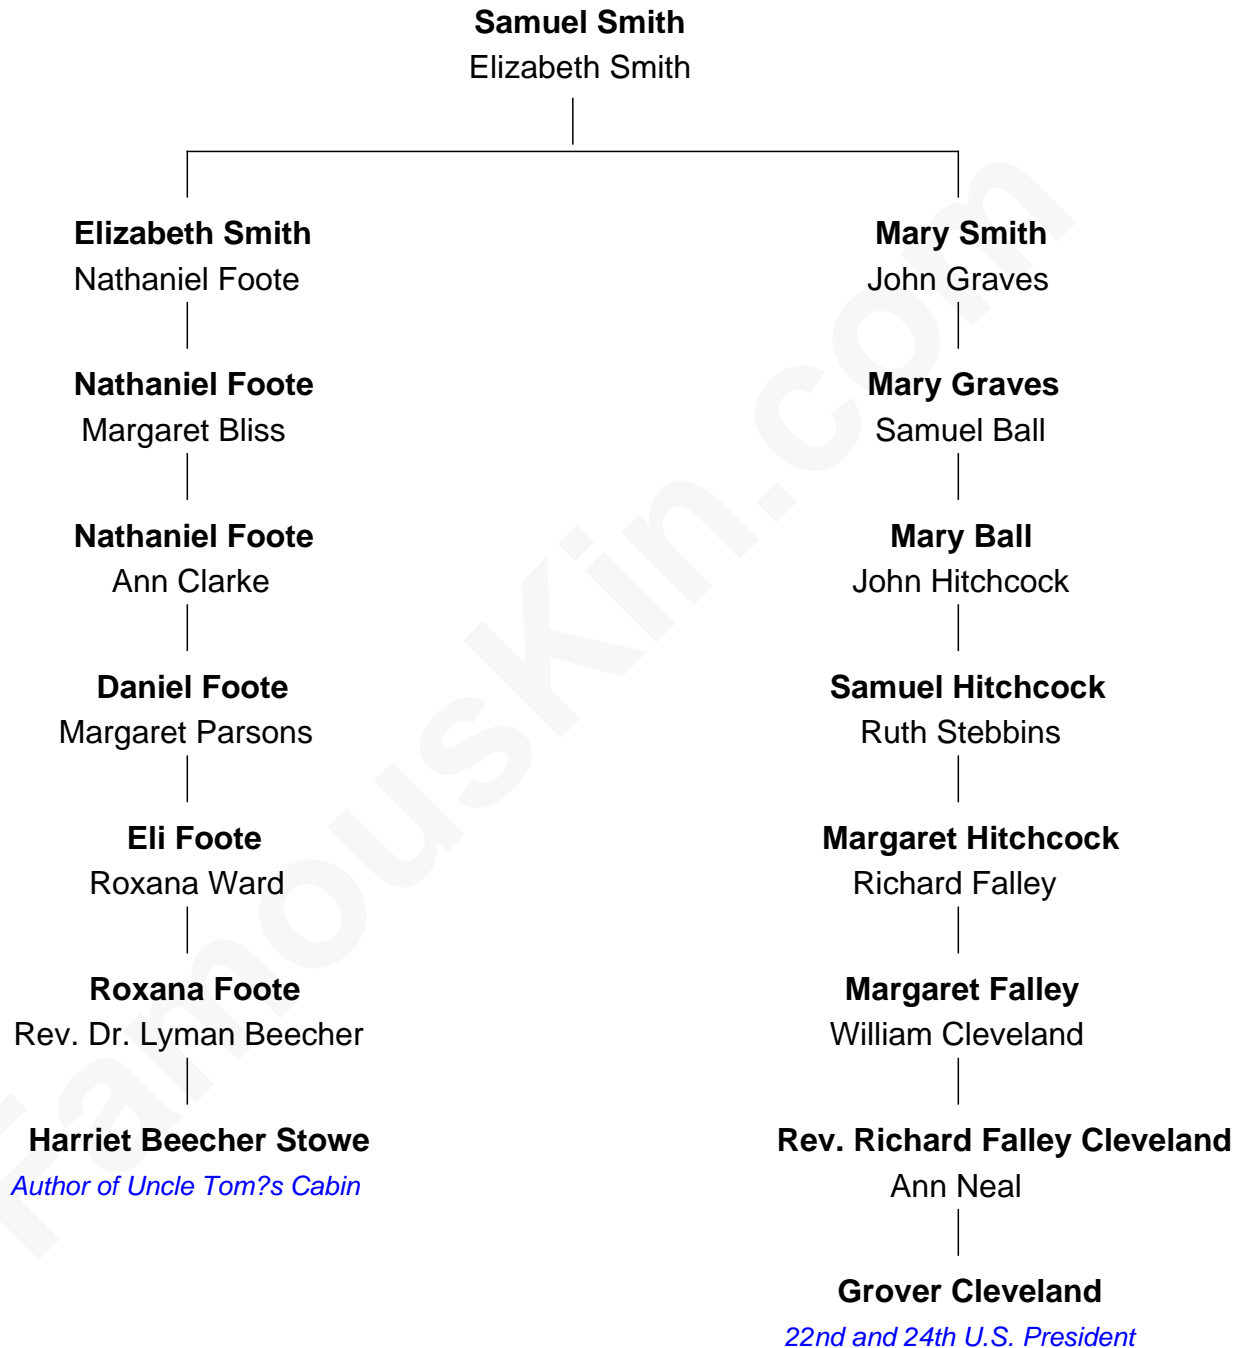 Samuel Smith
Elizabeth Smith
Elizabeth Smith
Nathaniel Foote
Nathaniel Foote
Margaret Bliss
Nathaniel Foote
Ann Clarke
Daniel Foote
Margaret Parsons
Eli Foote
Roxana Ward
Roxana Foote
Rev. Dr. Lyman Beecher
Harriet Beecher Stowe
Author of Uncle Tom?s Cabin
Mary Smith
John Graves
Mary Graves
Samuel Ball
Mary Ball
John Hitchcock
Samuel Hitchcock
Ruth Stebbins
Margaret Hitchcock
Richard Falley
Margaret Falley
William Cleveland
Rev. Richard Falley Cleveland
Ann Neal
Grover Cleveland
22nd and 24th U.S. President
FamousKin.com